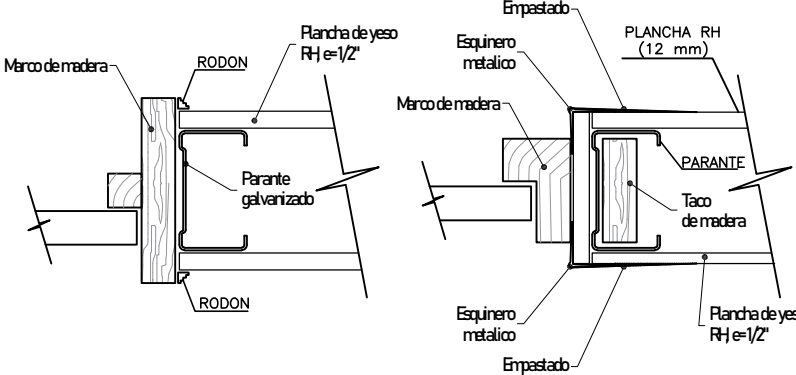 Marco de madera
RODON
Plancha de yeso
RH, e=1/2"
Parante
galvanizado
RODON
Empastado
Esquinero
metalico
PLANCHA RH
(12 mm)
Marco de madera
PARANTE
Taco
de madera
Esquinero
metalico
Plancha de yes
RH, e=1/2"
Empastado